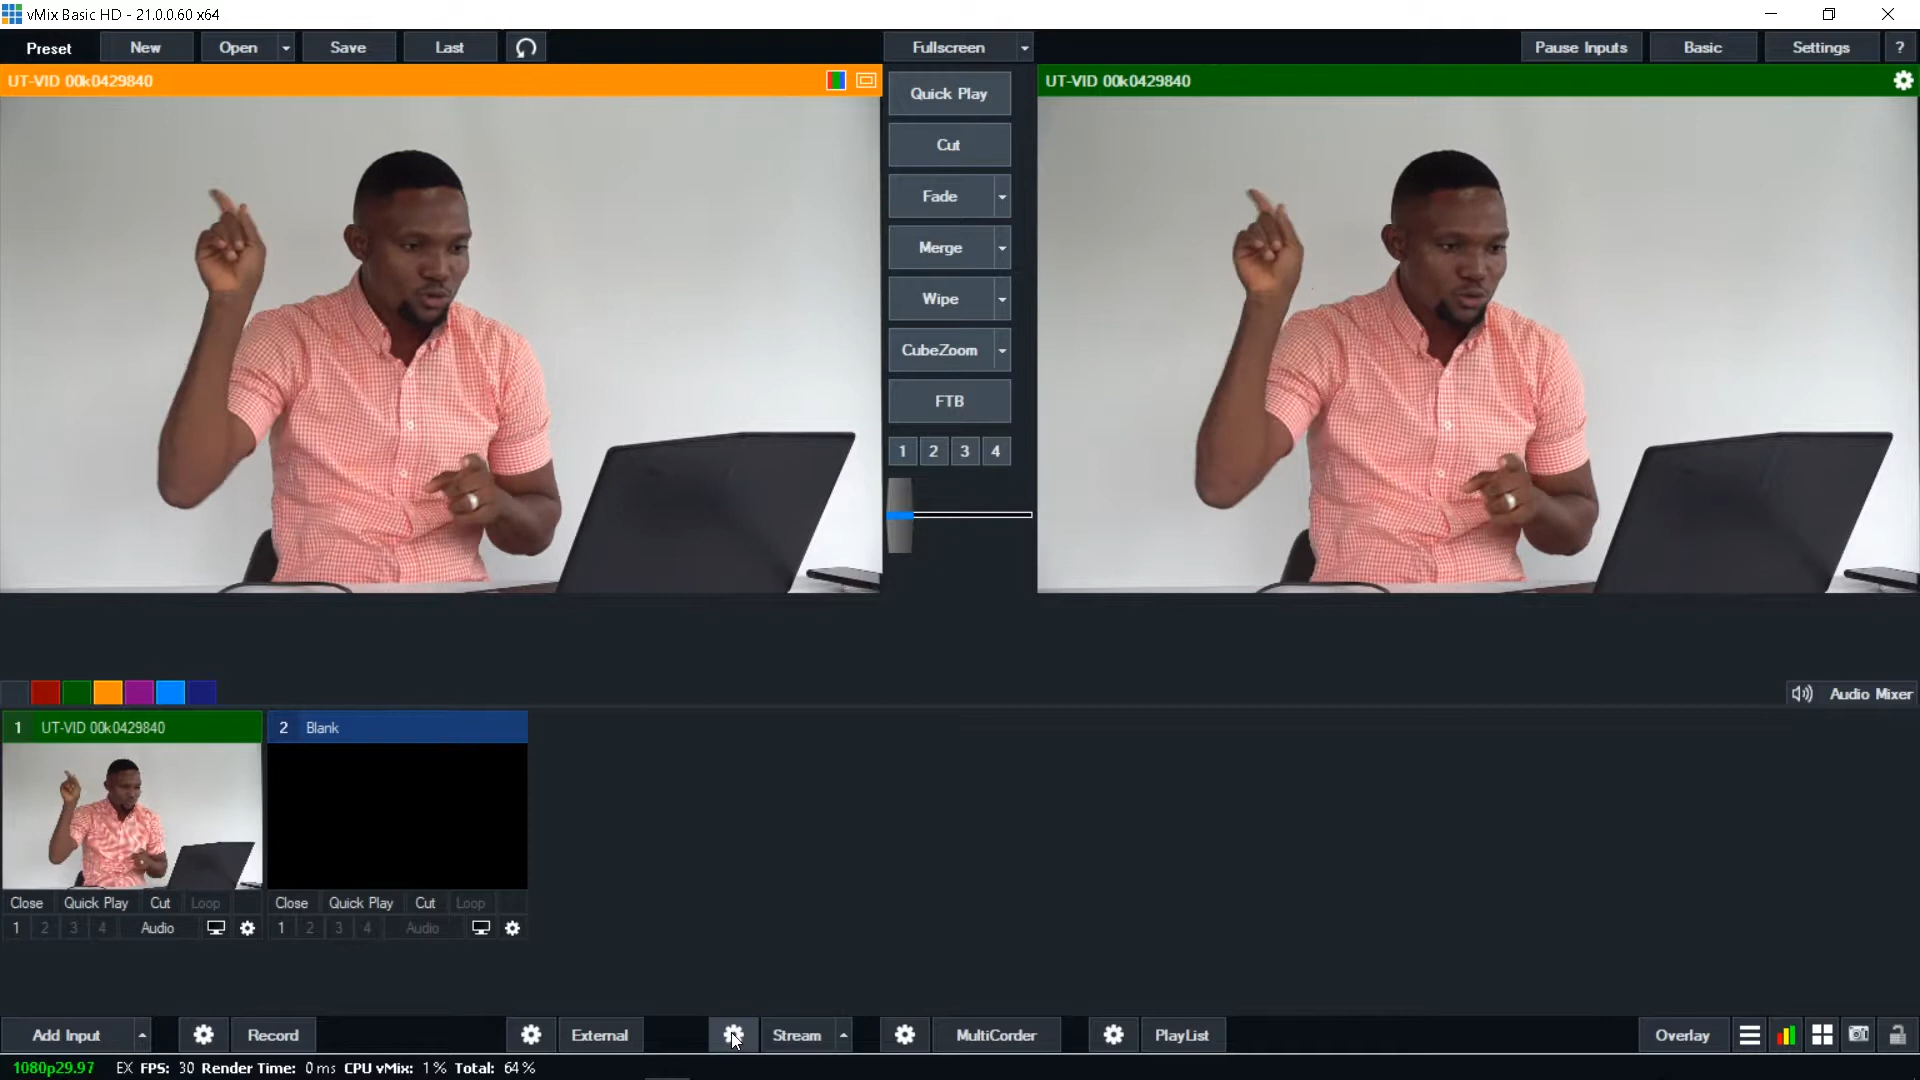 vMix Basic HD - 21.0.0.60 x64
Preset New Open Save Last Fullscreen Pause Inputs Basic Settings ?
UT-VID 00k0429840
UT-VID 00k0429840
Quick Play
Cut
Fade
Merge
Wipe
CubeZoom
FTB
1 2 3 4
Audio Mixer
1 UT-VID 00k0429840
2 Blank
Close Quick Play Cut Loop
Close Quick Play Cut Loop
1 2 3 4 Audio
1 2 3 4 Audio
Add Input Record External Stream MultiCorder PlayList Overlay
1080p29.97 EX FPS: 30 Render Time: 0 ms CPU vMix: 1 % Total: 64 %